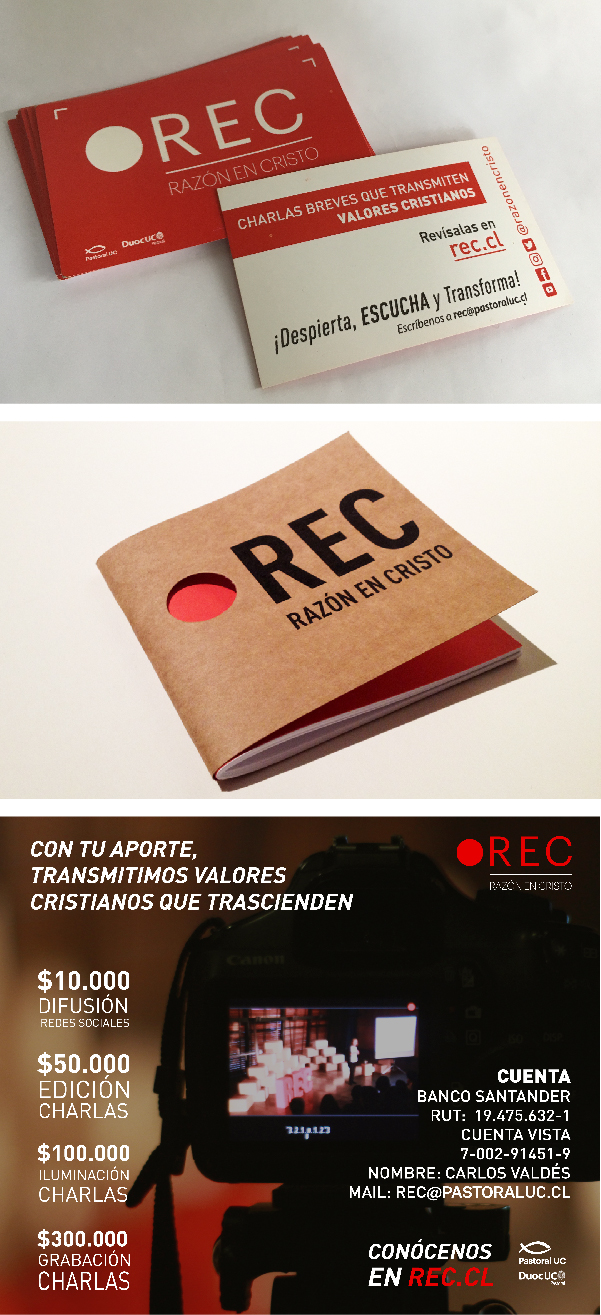 REC
RAZÓN EN CRISTO
Pastoral UC
DuocUC
Pastoral
CHARLAS BREVES QUE TRANSMITEN
VALORES CRISTIANOS
Revísalas en
rec.cl
@razonencristo
¡Despierta, ESCUCHA y Transforma!
Escríbenos a rec@pastoraluc.cl
REC
RAZÓN EN CRISTO
CON TU APORTE,
TRANSMITIMOS VALORES
CRISTIANOS QUE TRASCIENDEN
REC
RAZÓN EN CRISTO
Canon
$10.000
DIFUSIÓN
REDES SOCIALES
$50.000
EDICIÓN
CHARLAS
$100.000
ILUMINACIÓN
CHARLAS
$300.000
GRABACIÓN
CHARLAS
REC
CUENTA
BANCO SANTANDER
RUT: 19.475.632-1
CUENTA VISTA
7-002-91451-9
NOMBRE: CARLOS VALDÉS
MAIL: REC@PASTORALUC.CL
CONÓCENOS
EN REC.CL
Pastoral UC
DuocUC
Pastoral